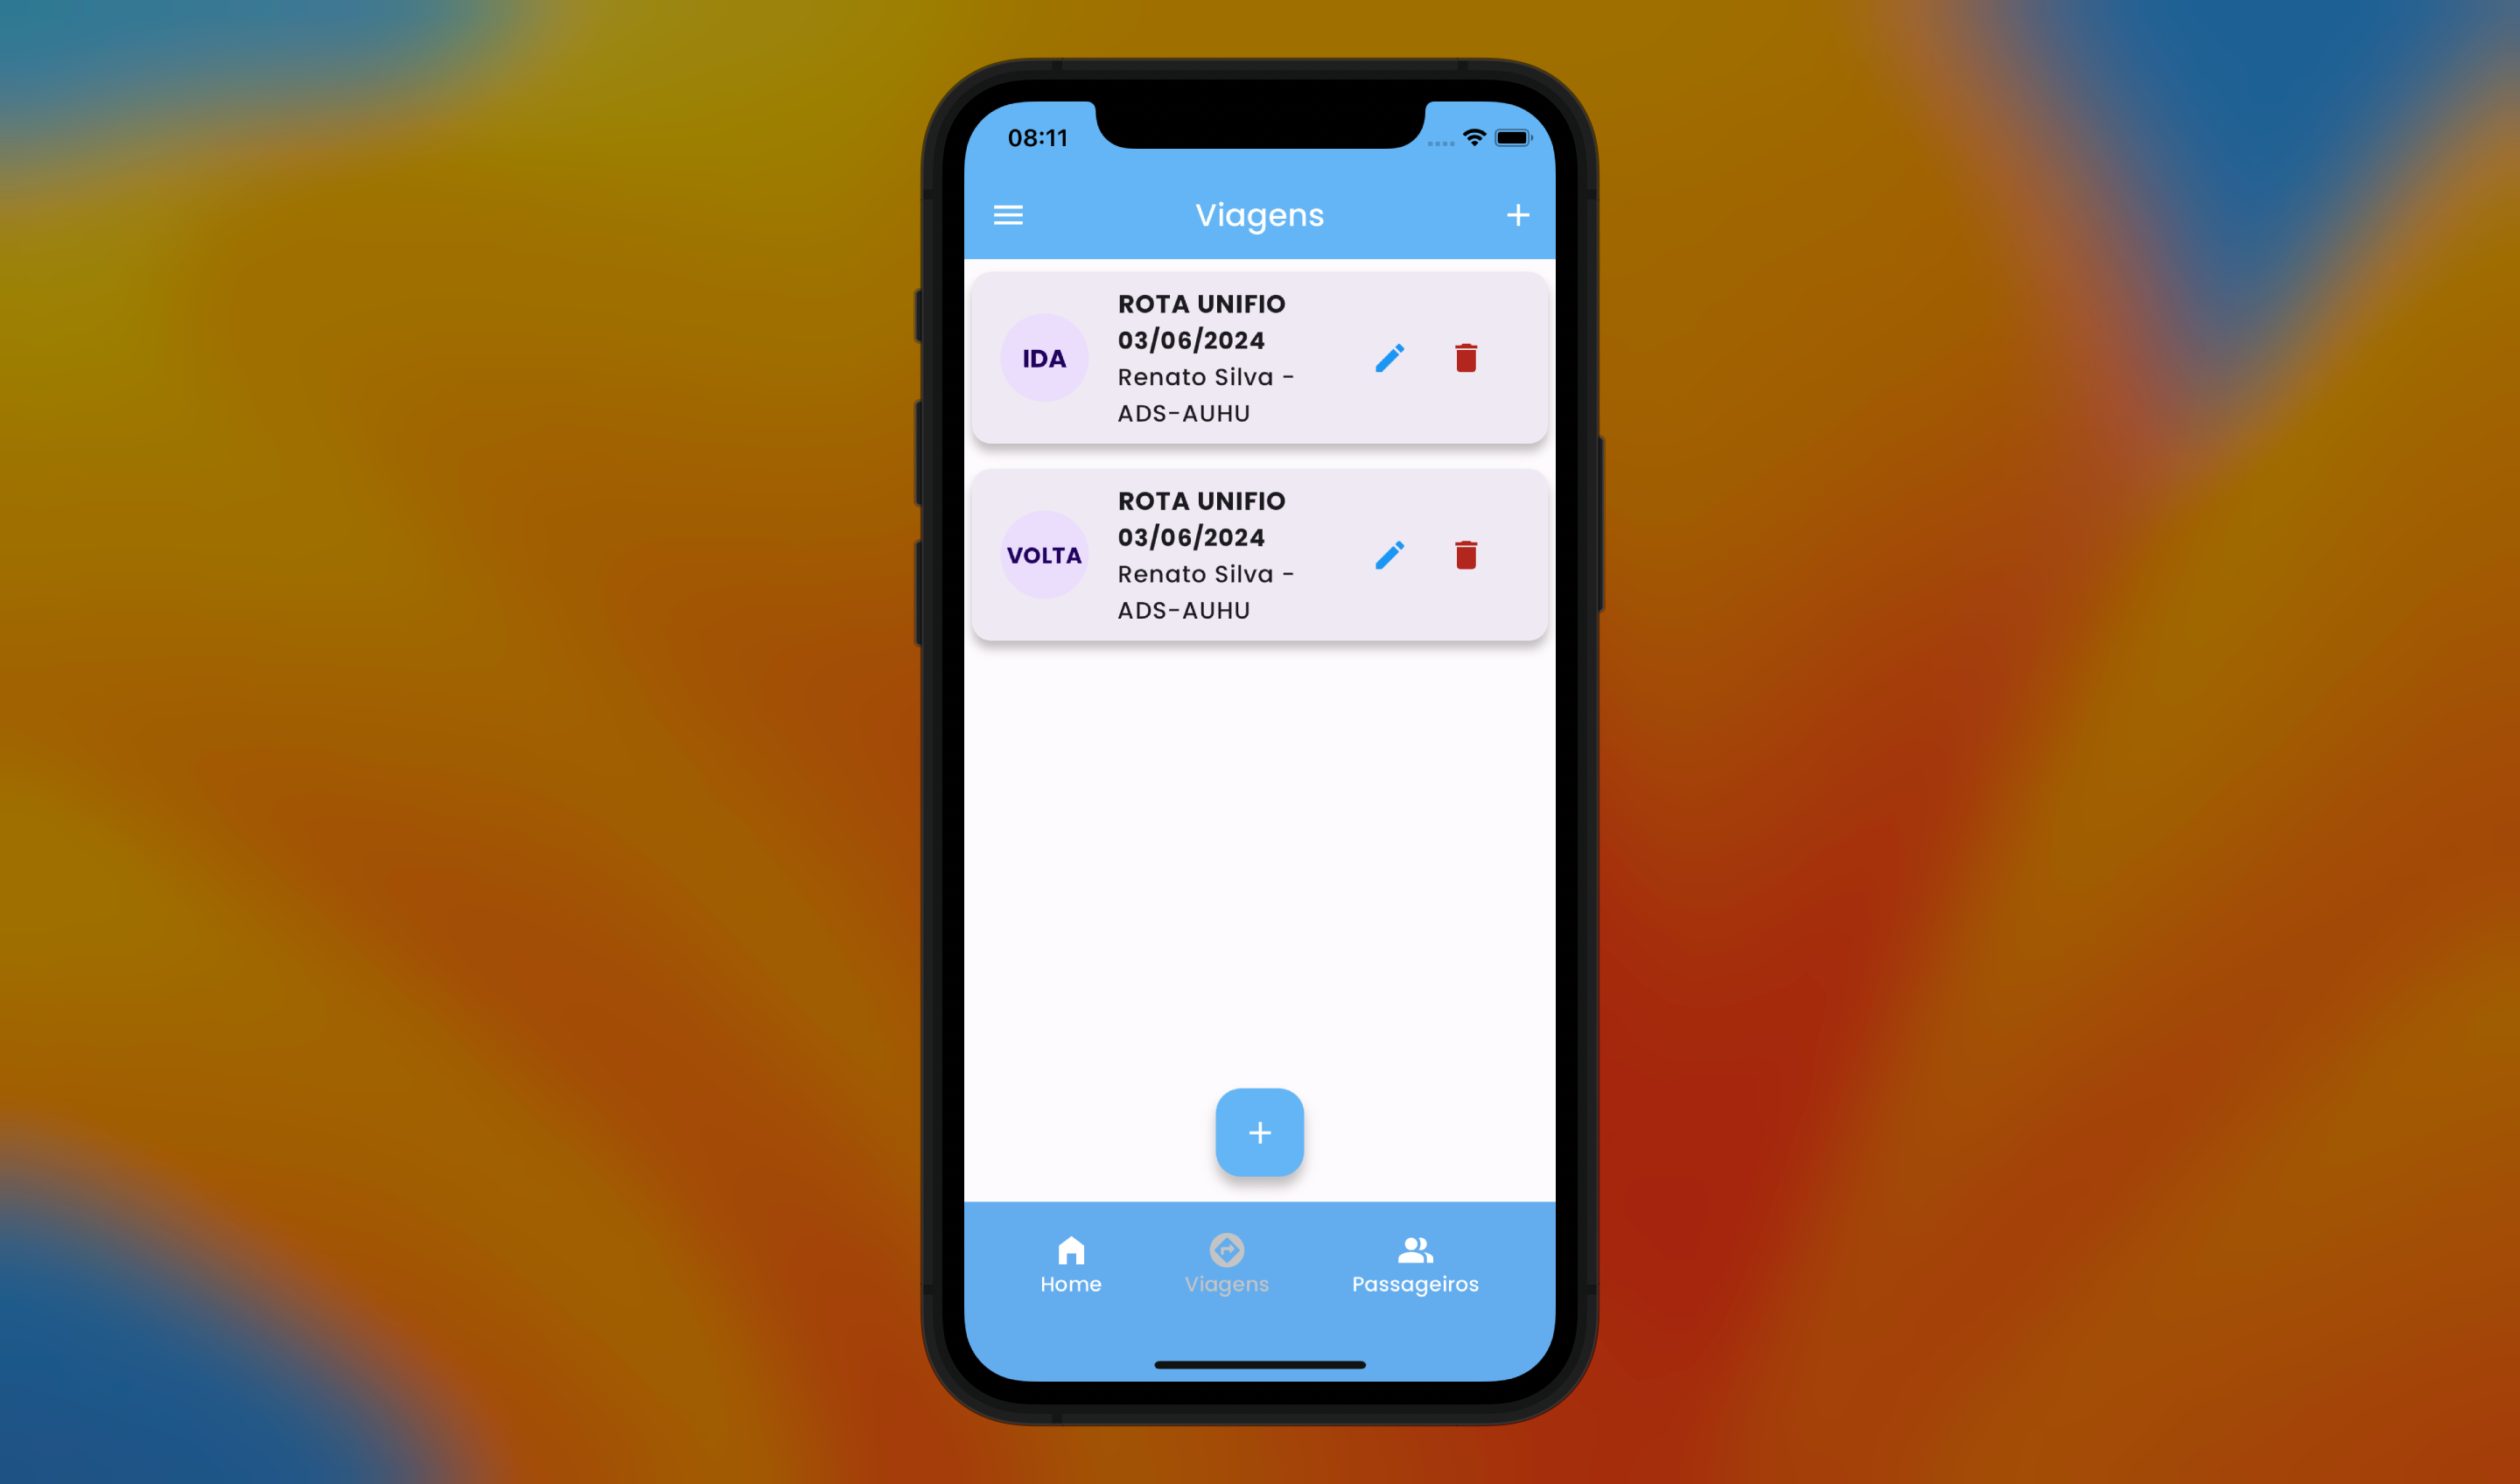 08:11
Viagens
IDA
ROTA UNIFIO
03/06/2024
Renato Silva -
ADS-AUHU
VOLTA
ROTA UNIFIO
03/06/2024
Renato Silva -
ADS-AUHU
Home
Viagens
Passageiros